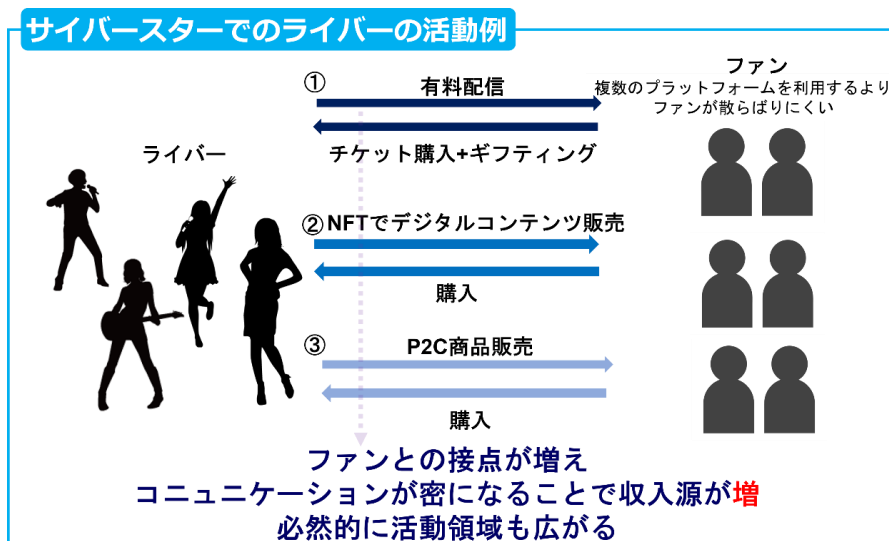 サイバースターでのライバーの活動例
① 有料配信
チケット購入+ギフティング
ファン
複数のプラットフォームを利用するより
ファンが散らばりにくい
ライバー
②NFTでデジタルコンテンツ販売
購入
③ P2C商品販売
購入
ファンとの接点が増え
コニュニケーションが密になることで収入源が増
必然的に活動領域も広がる